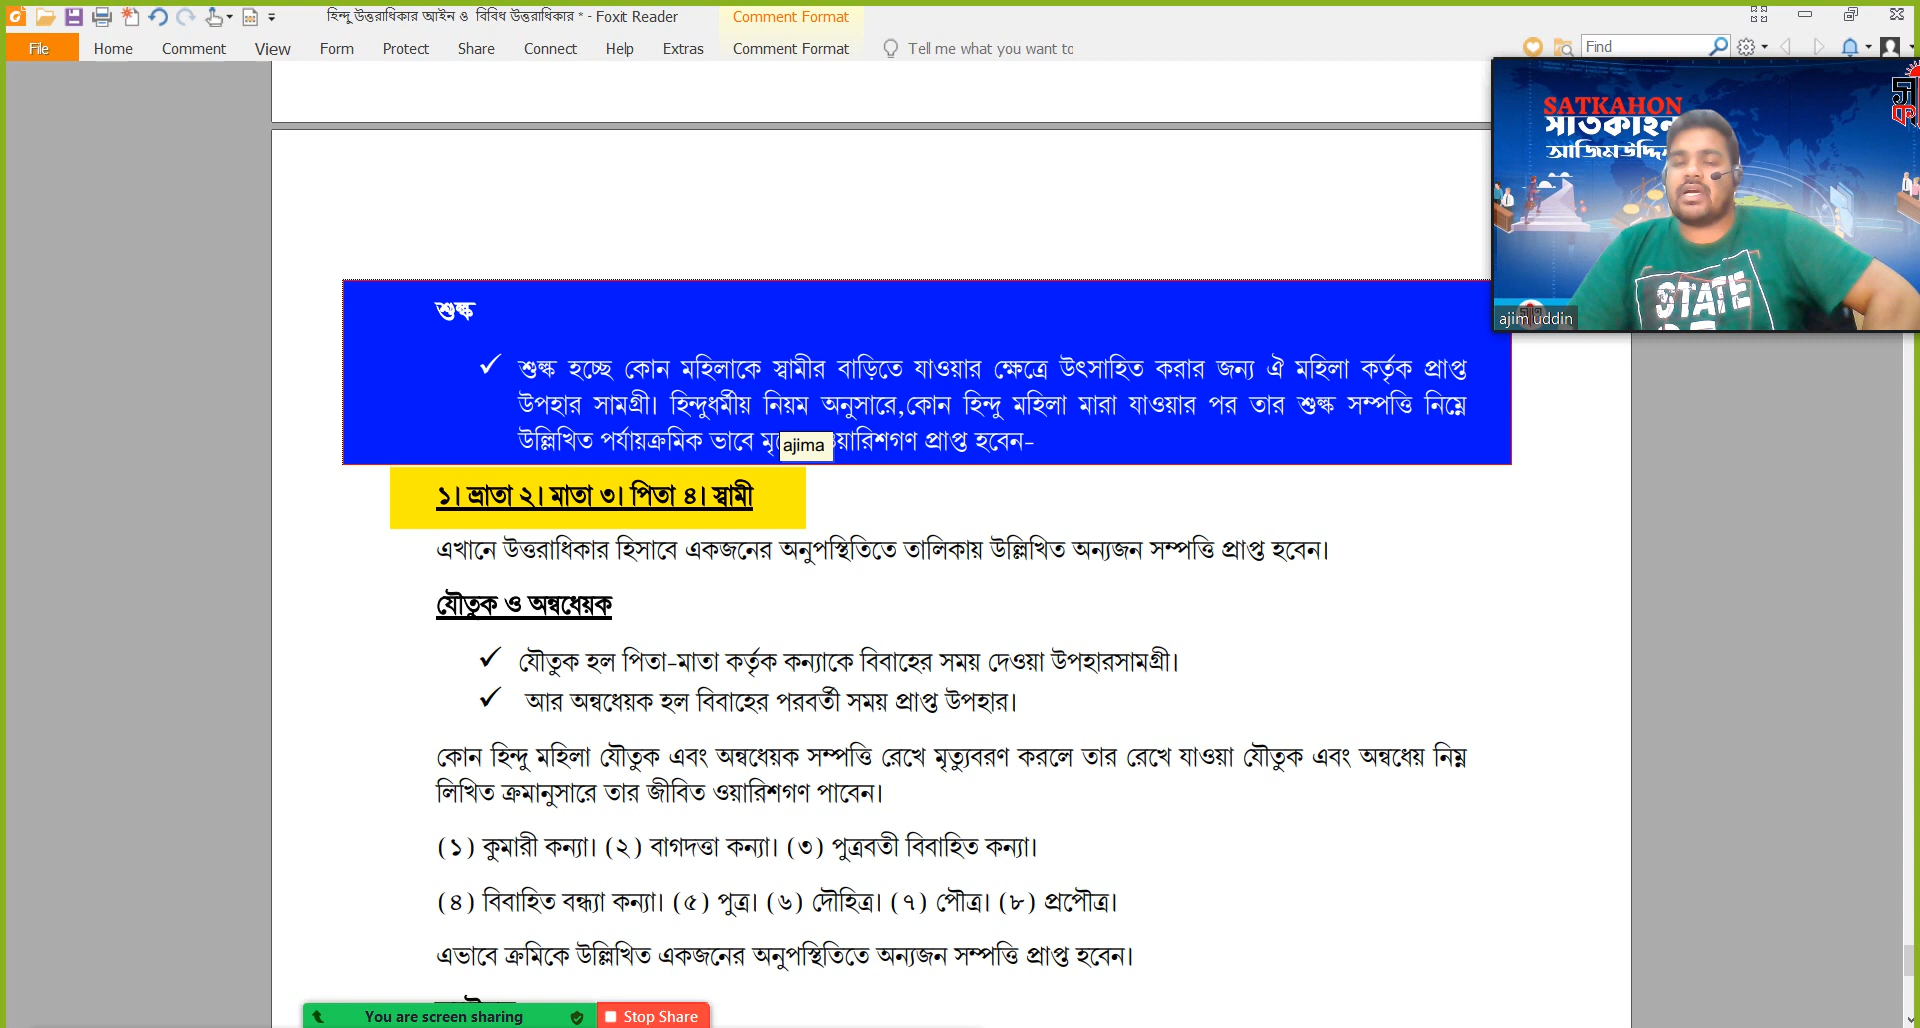 হিন্দু উত্তরাধিকার আইন ও বিবিধ উত্তরাধিকার * - Foxit Reader
Comment Format
File Home Comment View Form Protect Share Connect Help Extras Comment Format Tell me what you want to
Find
SATKAHON
সাতকাহন
আজিমউদ্দি
STATE
ajim uddin
শুল্ক
✓ শুল্ক হচ্ছে কোন মহিলাকে স্বামীর বাড়িতে যাওয়ার ক্ষেত্রে উৎসাহিত করার জন্য ঐ মহিলা কর্তৃক প্রাপ্ত
উপহার সামগ্রী। হিন্দুধর্মীয় নিয়ম অনুসারে,কোন হিন্দু মহিলা মারা যাওয়ার পর তার শুল্ক সম্পত্তি নিম্নে
উল্লিখিত পর্যায়ক্রমিক ভাবে ajima য়ারিশগণ প্রাপ্ত হবেন-
১। ভ্রাতা ২। মাতা ৩। পিতা ৪। স্বামী
এখানে উত্তরাধিকার হিসাবে একজনের অনুপস্থিতিতে তালিকায় উল্লিখিত অন্যজন সম্পত্তি প্রাপ্ত হবেন।
যৌতুক ও অন্বধেয়ক
✓ যৌতুক হল পিতা-মাতা কর্তৃক কন্যাকে বিবাহের সময় দেওয়া উপহারসামগ্রী।
✓ আর অন্বধেয়ক হল বিবাহের পরবর্তী সময় প্রাপ্ত উপহার।
কোন হিন্দু মহিলা যৌতুক এবং অন্বধেয়ক সম্পত্তি রেখে মৃত্যুবরণ করলে তার রেখে যাওয়া যৌতুক এবং অন্বধেয় নিম্ন
লিখিত ক্রমানুসারে তার জীবিত ওয়ারিশগণ পাবেন।
(১) কুমারী কন্যা। (২) বাগদত্তা কন্যা। (৩) পুত্রবতী বিবাহিত কন্যা।
(৪) বিবাহিত বন্ধ্যা কন্যা। (৫) পুত্র। (৬) দৌহিত্র। (৭) পৌত্র। (৮) প্রপৌত্র।
এভাবে ক্রমিকে উল্লিখিত একজনের অনুপস্থিতিতে অন্যজন সম্পত্তি প্রাপ্ত হবেন।
You are screen sharing Stop Share